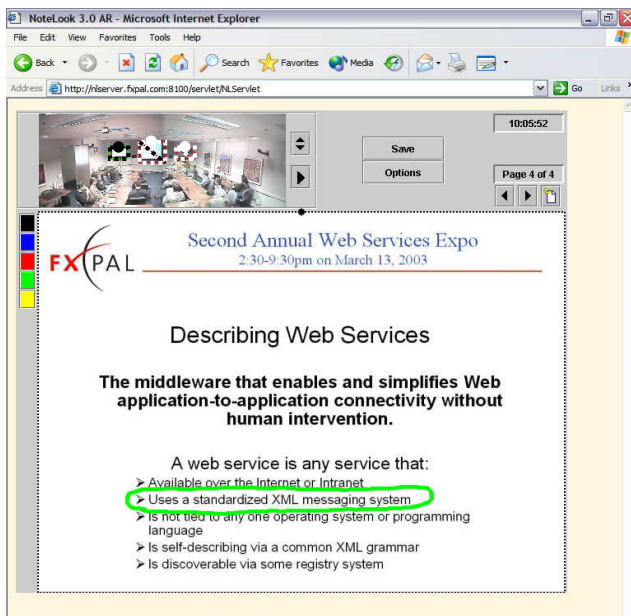 NoteLook 3.0 AR - Microsoft Internet Explorer
File Edit View Favorites Tools Help
Back Search Favorites Media
Address http://nlserver.fxpal.com:8100/servlet/NLServlet Go Links
10:05:52
Save
Options
Page 4 of 4
FXPAL
Second Annual Web Services Expo
2:30-9:30pm on March 13, 2003
Describing Web Services
The middleware that enables and simplifies Web
application-to-application connectivity without
human intervention.
A web service is any service that:
➢ Available over the Internet or Intranet
➢ Uses a standardized XML messaging system
➢ Is not tied to any one operating system or programming
language
➢ Is self-describing via a common XML grammar
➢ Is discoverable via some registry system